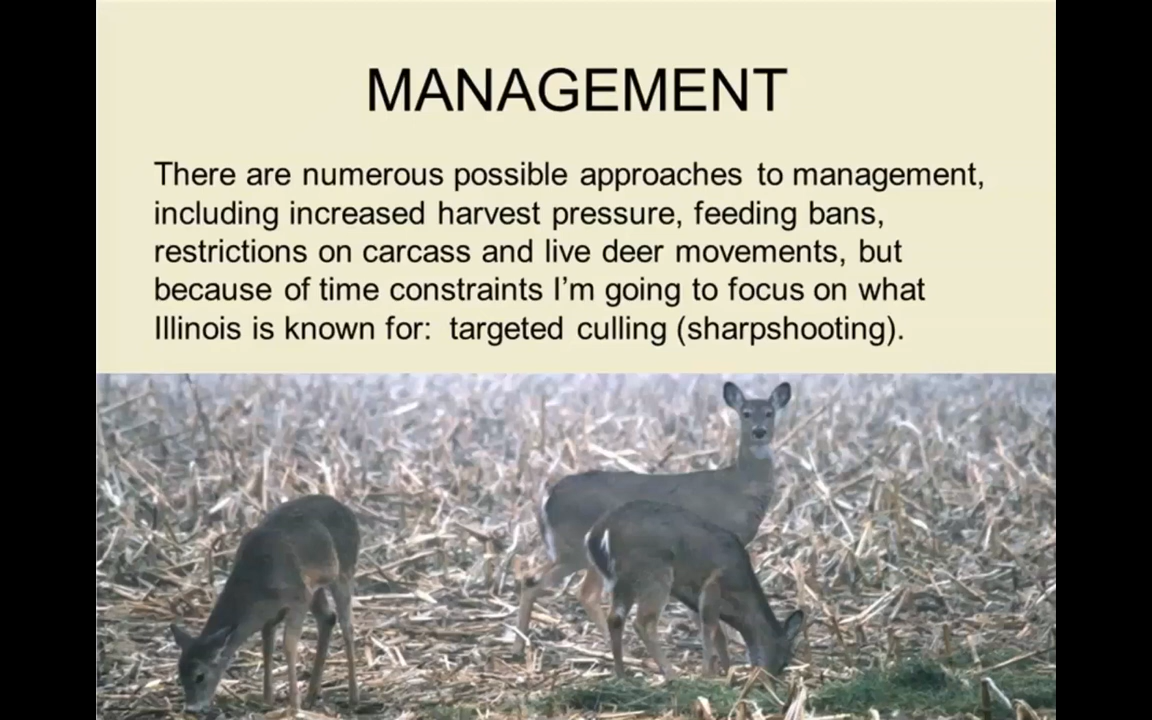 MANAGEMENT
There are numerous possible approaches to management,
including increased harvest pressure, feeding bans,
restrictions on carcass and live deer movements, but
because of time constraints I’m going to focus on what
Illinois is known for:  targeted culling (sharpshooting).